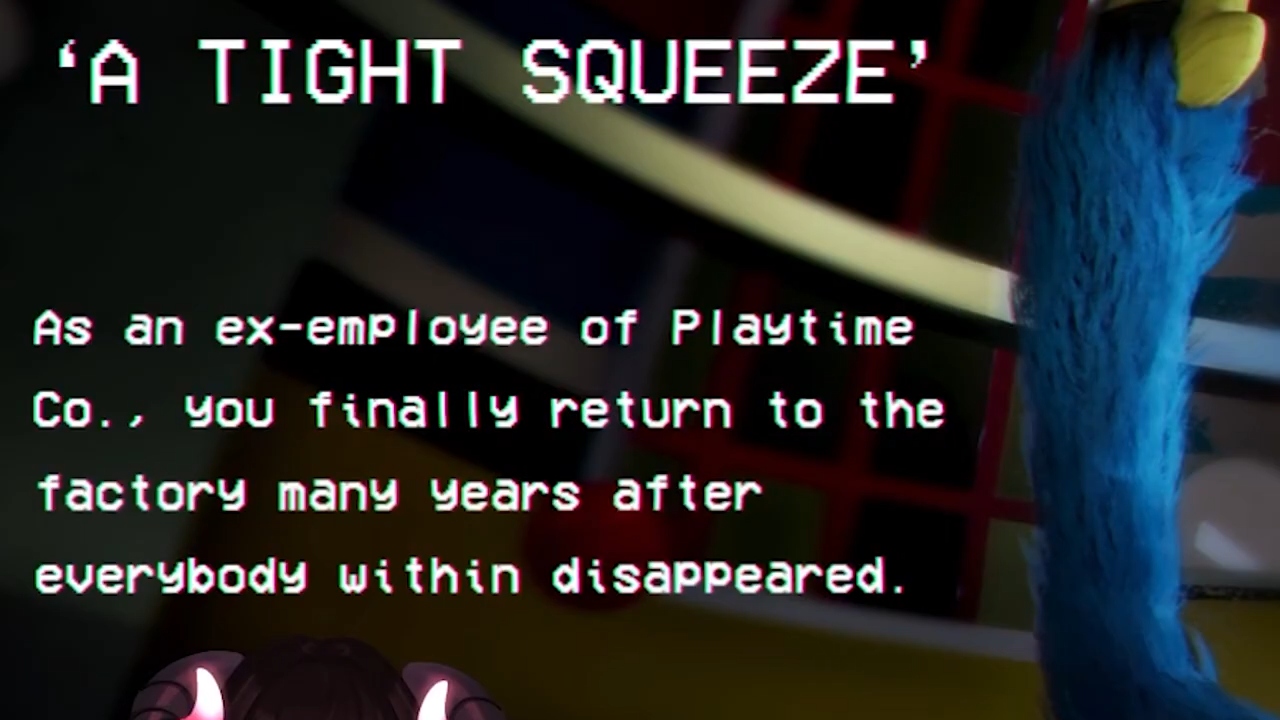 ‘A TIGHT SQUEEZE’
As an ex-employee of Playtime
Co., you finally return to the
factory many years after
everybody within disappeared.